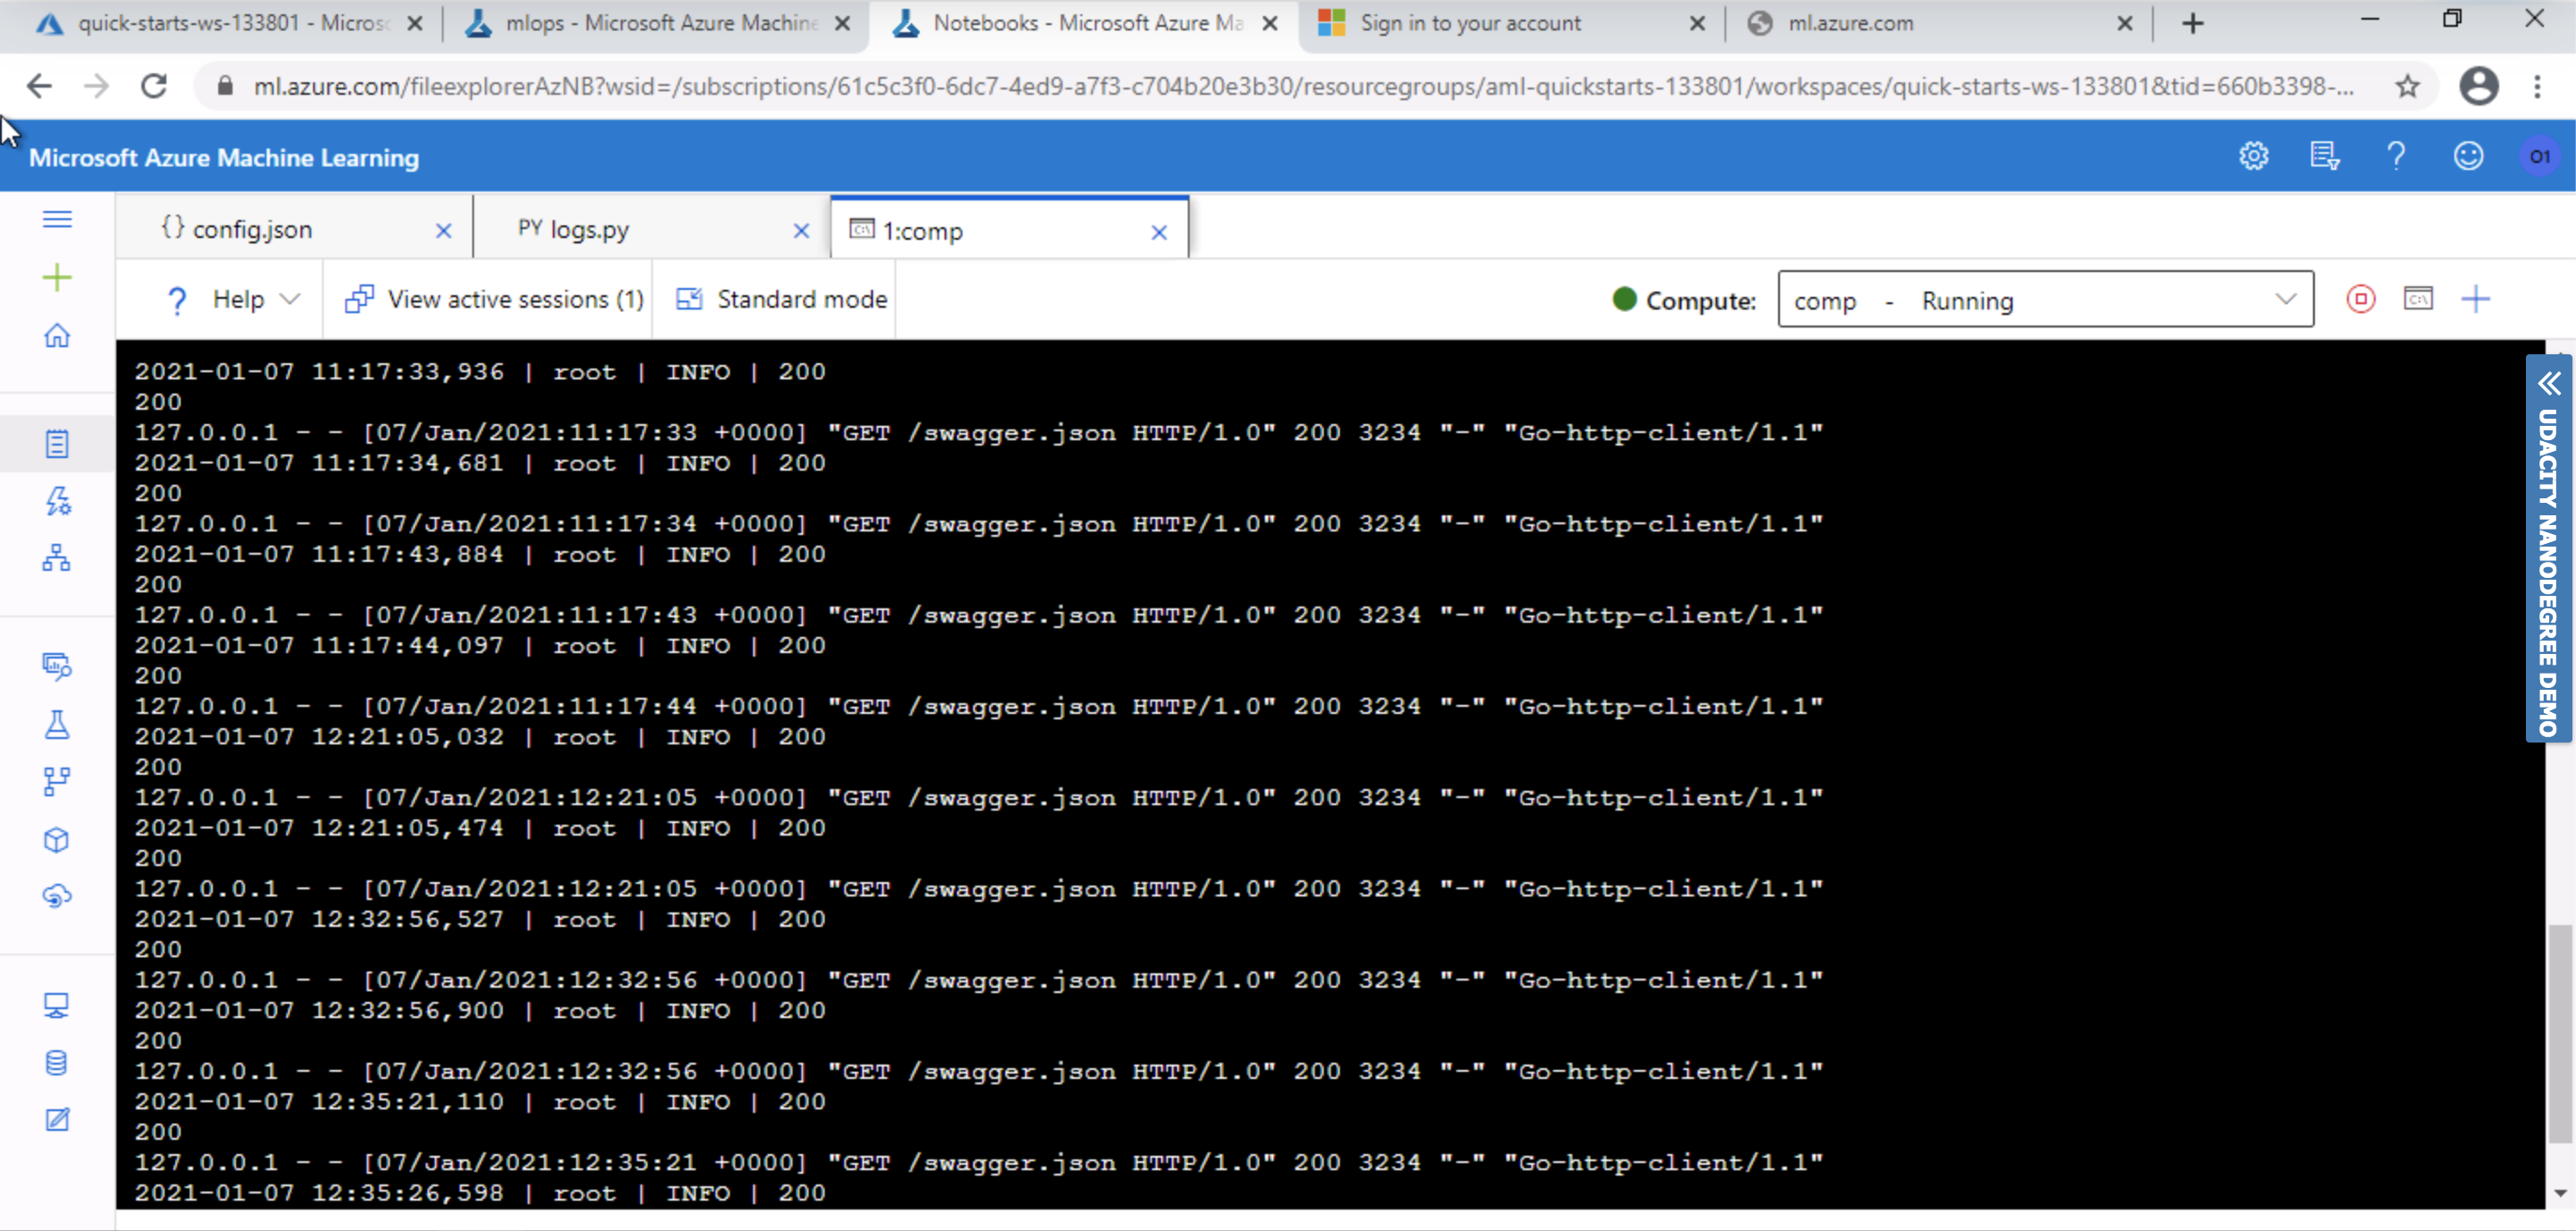 quick-starts-ws-133801 - Micros
mlops - Microsoft Azure Machine
Notebooks - Microsoft Azure Ma
Sign in to your account
ml.azure.com
ml.azure.com/fileexplorerAzNB?wsid=/subscriptions/61c5c3f0-6dc7-4ed9-a7f3-c704b20e3b30/resourcegroups/aml-quickstarts-133801/workspaces/quick-starts-ws-133801&tid=660b3398-...
Microsoft Azure Machine Learning
O1
{} config.json
PY logs.py
1:comp
? Help
View active sessions (1)
Standard mode
Compute:
comp - Running
2021-01-07 11:17:33,936 | root | INFO | 200
200
127.0.0.1 - - [07/Jan/2021:11:17:33 +0000] "GET /swagger.json HTTP/1.0" 200 3234 "-" "Go-http-client/1.1"
2021-01-07 11:17:34,681 | root | INFO | 200
200
127.0.0.1 - - [07/Jan/2021:11:17:34 +0000] "GET /swagger.json HTTP/1.0" 200 3234 "-" "Go-http-client/1.1"
2021-01-07 11:17:43,884 | root | INFO | 200
200
127.0.0.1 - - [07/Jan/2021:11:17:43 +0000] "GET /swagger.json HTTP/1.0" 200 3234 "-" "Go-http-client/1.1"
2021-01-07 11:17:44,097 | root | INFO | 200
200
127.0.0.1 - - [07/Jan/2021:11:17:44 +0000] "GET /swagger.json HTTP/1.0" 200 3234 "-" "Go-http-client/1.1"
2021-01-07 12:21:05,032 | root | INFO | 200
200
127.0.0.1 - - [07/Jan/2021:12:21:05 +0000] "GET /swagger.json HTTP/1.0" 200 3234 "-" "Go-http-client/1.1"
2021-01-07 12:21:05,474 | root | INFO | 200
200
127.0.0.1 - - [07/Jan/2021:12:21:05 +0000] "GET /swagger.json HTTP/1.0" 200 3234 "-" "Go-http-client/1.1"
2021-01-07 12:32:56,527 | root | INFO | 200
200
127.0.0.1 - - [07/Jan/2021:12:32:56 +0000] "GET /swagger.json HTTP/1.0" 200 3234 "-" "Go-http-client/1.1"
2021-01-07 12:32:56,900 | root | INFO | 200
200
127.0.0.1 - - [07/Jan/2021:12:32:56 +0000] "GET /swagger.json HTTP/1.0" 200 3234 "-" "Go-http-client/1.1"
2021-01-07 12:35:21,110 | root | INFO | 200
200
127.0.0.1 - - [07/Jan/2021:12:35:21 +0000] "GET /swagger.json HTTP/1.0" 200 3234 "-" "Go-http-client/1.1"
2021-01-07 12:35:26,598 | root | INFO | 200
UDACITY NANODEGREE DEMO